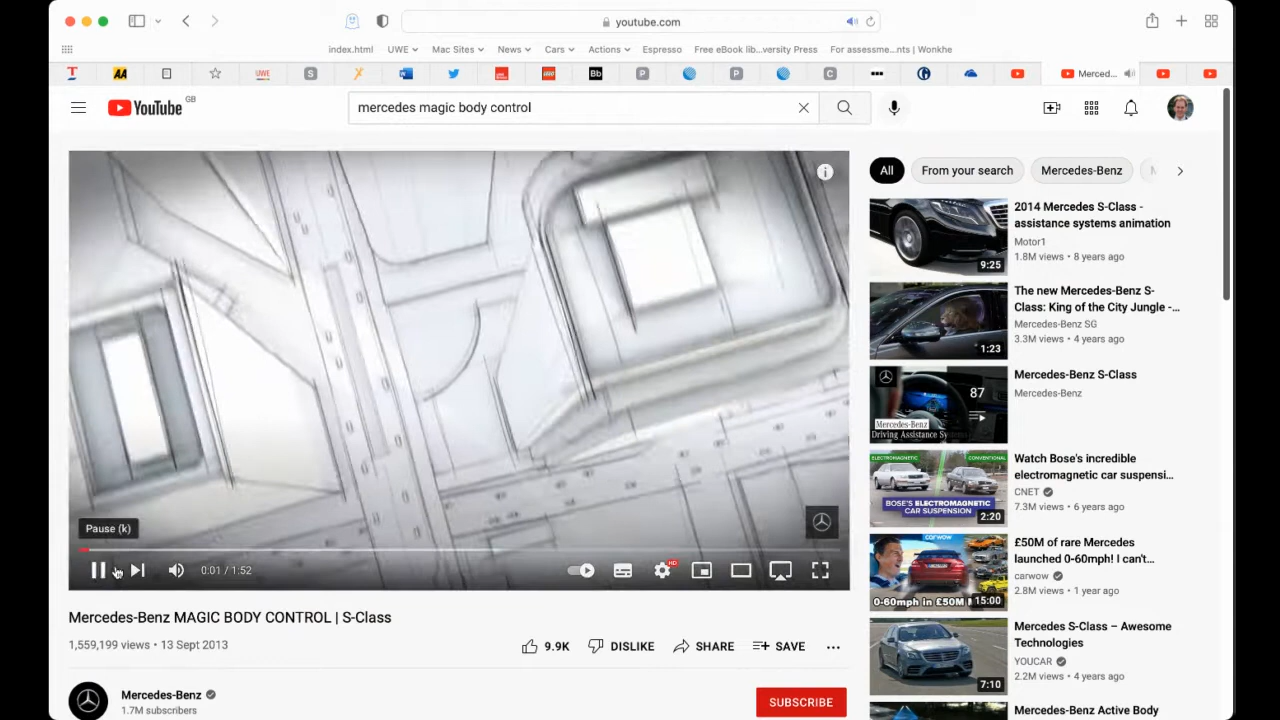 youtube.com
index.html UWE Mac Sites News Cars Actions Espresso Free eBook lib...versity Press For assessme...nts | Wonkhe
T AA UWE S Bb P P C Merced...
YouTube GB
mercedes magic body control
All From your search Mercedes-Benz
2014 Mercedes S-Class -
assistance systems animation
Motor1
1.8M views • 8 years ago
9:25
The new Mercedes-Benz S-
Class: King of the City Jungle -...
Mercedes-Benz SG
3.3M views • 4 years ago
1:23
Mercedes-Benz S-Class
Mercedes-Benz
87
Mercedes-Benz
Driving Assistance Systems
ELECTROMAGNETIC CONVENTIONAL
BOSE'S ELECTROMAGNETIC
CAR SUSPENSION
2:20
Watch Bose's incredible
electromagnetic car suspensi...
CNET
7.3M views • 6 years ago
carwow
0-60mph in £50M
15:00
£50M of rare Mercedes
launched 0-60mph! I can't...
carwow
2.8M views • 1 year ago
Mercedes S-Class – Awesome
Technologies
YOUCAR
2.2M views • 4 years ago
7:10
Mercedes-Benz Active Body
Pause (k)
0:01 / 1:52
HD
Mercedes-Benz MAGIC BODY CONTROL | S-Class
1,559,199 views • 13 Sept 2013
9.9K DISLIKE SHARE SAVE
Mercedes-Benz
1.7M subscribers
SUBSCRIBE